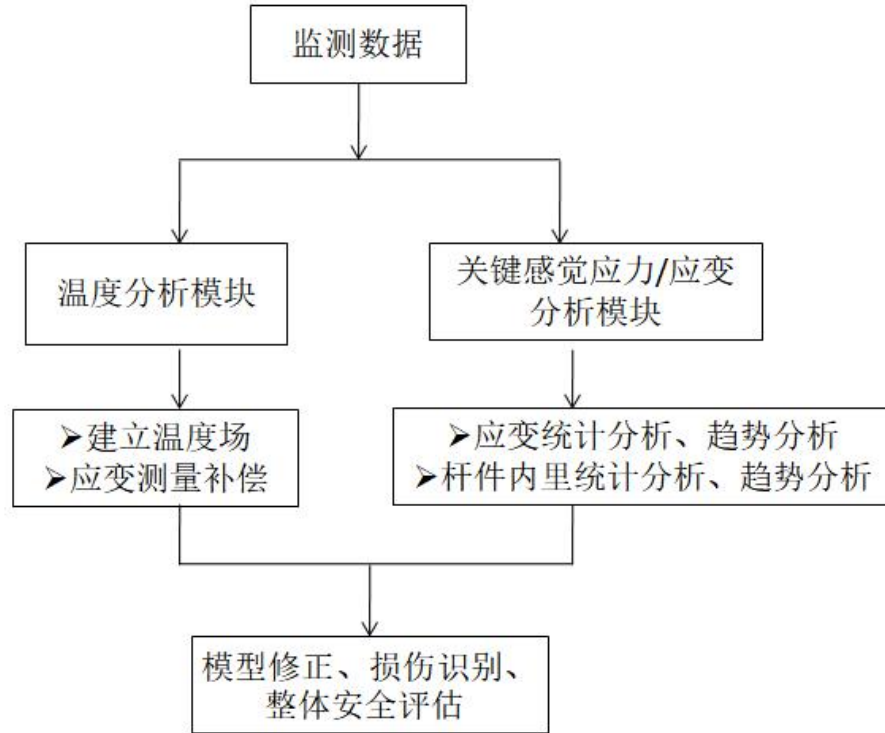 监测数据
温度分析模块
关键感觉应力/应变
分析模块
➢建立温度场
➢应变测量补偿
➢应变统计分析、趋势分析
➢杆件内里统计分析、趋势分析
模型修正、损伤识别、
整体安全评估